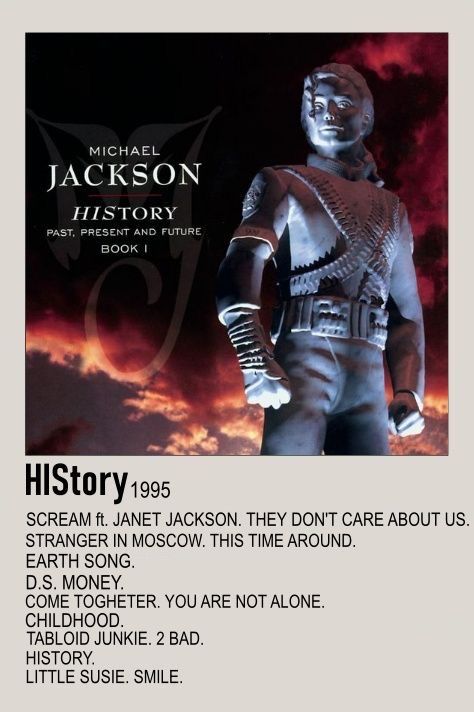 MICHAEL
JACKSON
HISTORY
PAST, PRESENT AND FUTURE
BOOK I
HIStory 1995
SCREAM ft. JANET JACKSON. THEY DON'T CARE ABOUT US.
STRANGER IN MOSCOW. THIS TIME AROUND.
EARTH SONG.
D.S. MONEY.
COME TOGHETER. YOU ARE NOT ALONE.
CHILDHOOD.
TABLOID JUNKIE. 2 BAD.
HISTORY.
LITTLE SUSIE. SMILE.